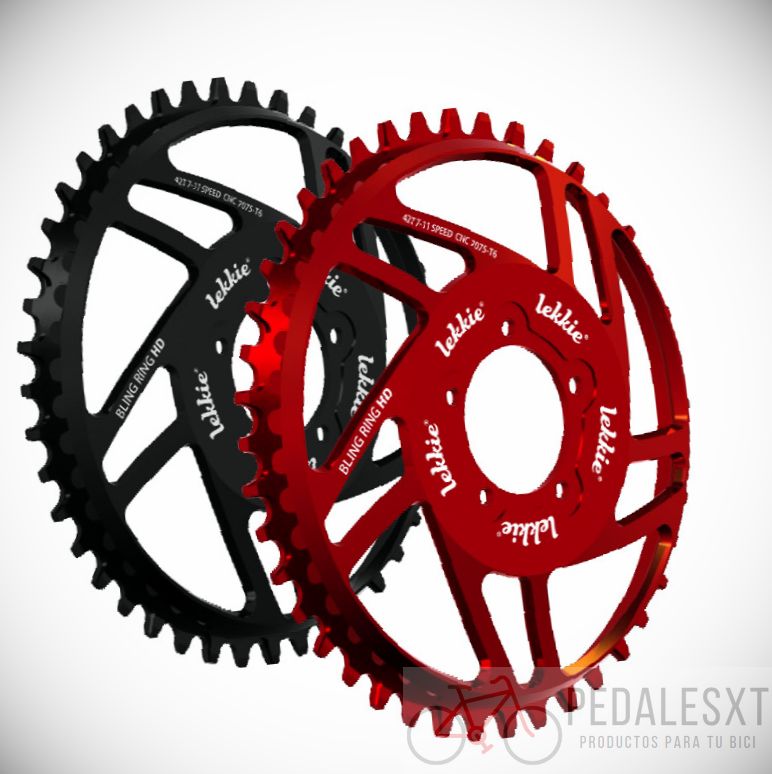 42T 7-11 SPEED CNC 7075-T6
lekkie®
lekkie®
lekkie®
lekkie®
BLING RING HD
42T 7-11 SPEED CNC 7075-T6
lekkie®
lekkie®
lekkie®
lekkie®
lekkie®
BLING RING HD
PEDALESXT
PRODUCTOS PARA TU BICI